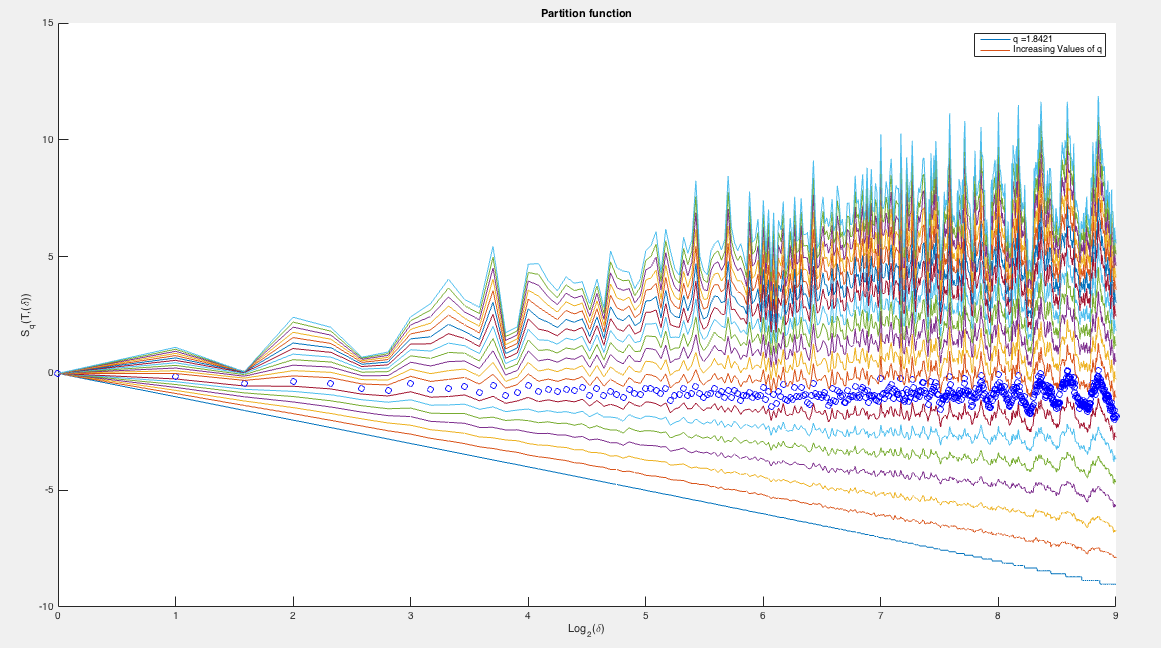 Partition function
15
10
5
0
-5
-10
S_q(T,(δ))
q =1.8421
Increasing Values of q
0 1 2 3 4 5 6 7 8 9
Log_2(δ)